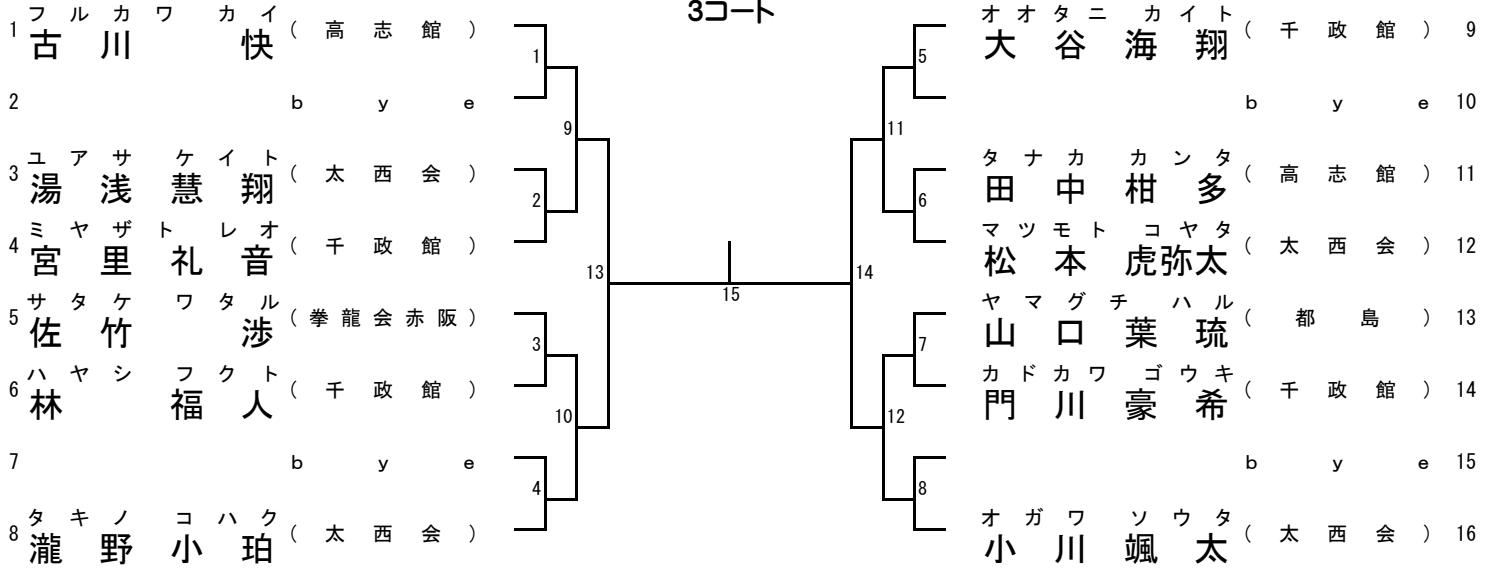 3コート
フルカワ カイ
1 古川 快 (高志館)
2 bye
ユアサ ケイト
3 湯浅慧翔 (太西会)
ミヤザト レオ
4 宮里礼音 (千政館)
サタケ ワタル
5 佐竹 渉 (拳龍会赤阪)
ハヤシ フクト
6 林 福人 (千政館)
7 bye
タキノ コハク
8 瀧野小珀 (太西会)
1
2
3
4
9
10
13
15
14
11
12
5
6
7
8
オオタニ カイト
大谷海翔 (千政館) 9
bye 10
タナカ カンタ
田中柑多 (高志館) 11
マツモト コヤタ
松本虎弥太 (太西会) 12
ヤマグチ ハル
山口葉琉 (都島) 13
カドカワ ゴウキ
門川豪希 (千政館) 14
bye 15
オガワ ソウタ
小川颯太 (太西会) 16